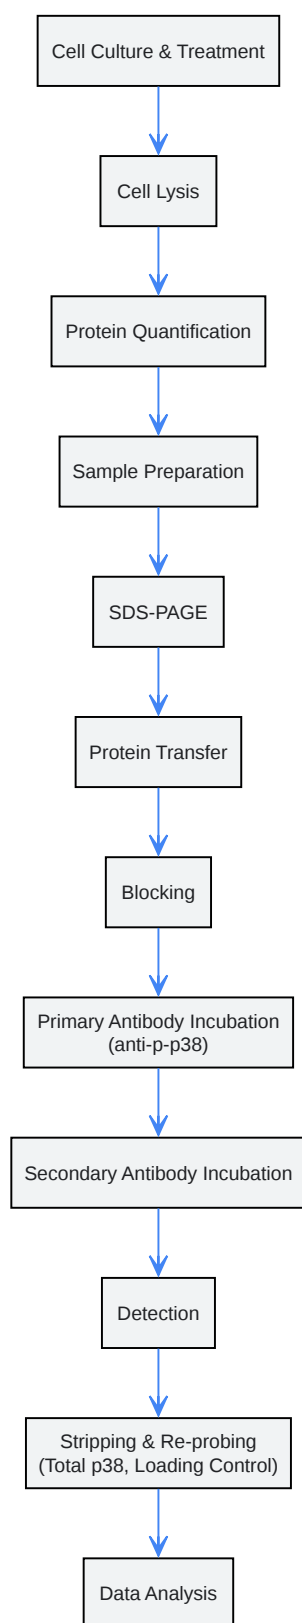 Cell Culture & Treatment
Cell Lysis
Protein Quantification
Sample Preparation
SDS-PAGE
Protein Transfer
Blocking
Primary Antibody Incubation
(anti-p-p38)
Secondary Antibody Incubation
Detection
Stripping & Re-probing
(Total p38, Loading Control)
Data Analysis